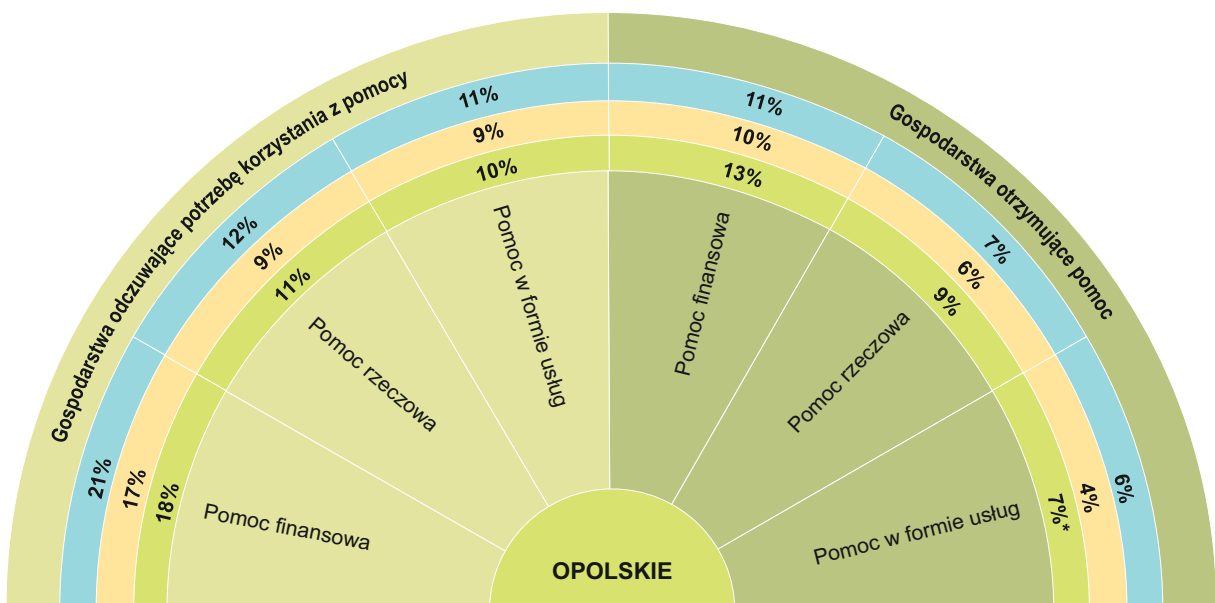 Gospodarstwa odczuwające potrzebę korzystania z pomocy
Gospodarstwa otrzymujące pomoc
21%
17%
18%
Pomoc finansowa
12%
9%
11%
Pomoc rzeczowa
11%
9%
10%
Pomoc w formie usług
11%
10%
13%
Pomoc finansowa
7%
6%
9%
Pomoc rzeczowa
6%
4%
7%*
Pomoc w formie usług
OPOLSKIE